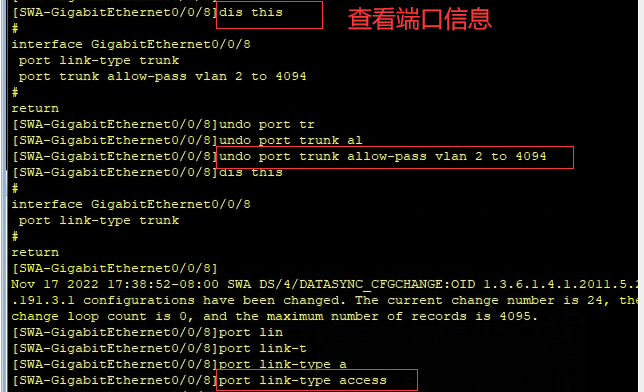 [SWA-GigabitEthernet0/0/8]dis this
查看端口信息
#
interface GigabitEthernet0/0/8
port link-type trunk
port trunk allow-pass vlan 2 to 4094
#
return
[SWA-GigabitEthernet0/0/8]undo port tr
[SWA-GigabitEthernet0/0/8]undo port trunk al
[SWA-GigabitEthernet0/0/8]undo port trunk allow-pass vlan 2 to 4094
[SWA-GigabitEthernet0/0/8]dis this
#
interface GigabitEthernet0/0/8
port link-type trunk
#
return
[SWA-GigabitEthernet0/0/8]
Nov 17 2022 17:38:52-08:00 SWA DS/4/DATASYNC_CFGCHANGE:OID 1.3.6.1.4.1.2011.5.2
.191.3.1 configurations have been changed. The current change number is 24, the
change loop count is 0, and the maximum number of records is 4095.
[SWA-GigabitEthernet0/0/8]port lin
[SWA-GigabitEthernet0/0/8]port link-t
[SWA-GigabitEthernet0/0/8]port link-type a
[SWA-GigabitEthernet0/0/8]port link-type access